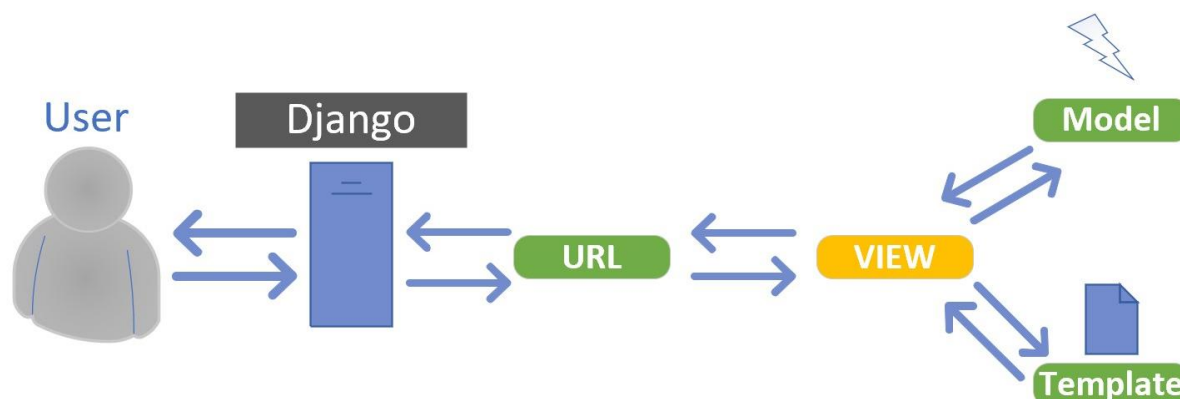 User
Django
URL
VIEW
Model
Template